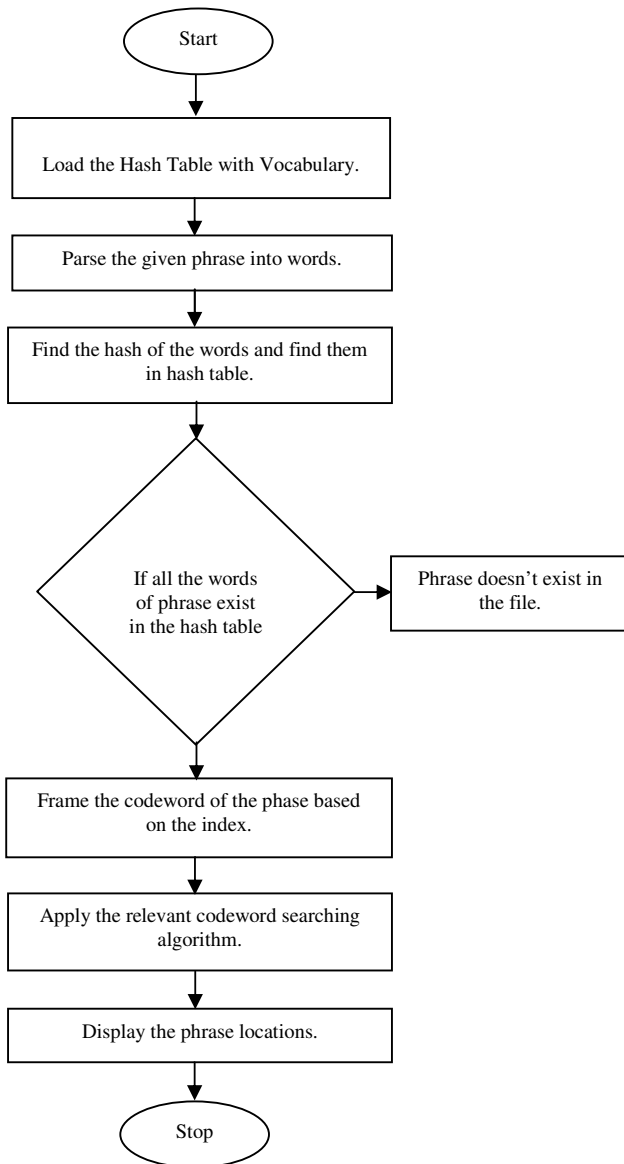 Start
Load the Hash Table with Vocabulary.
Parse the given phrase into words.
Find the hash of the words and find them
in hash table.
If all the words
of phrase exist
in the hash table
Phrase doesn’t exist in
the file.
Frame the codeword of the phase based
on the index.
Apply the relevant codeword searching
algorithm.
Display the phrase locations.
Stop